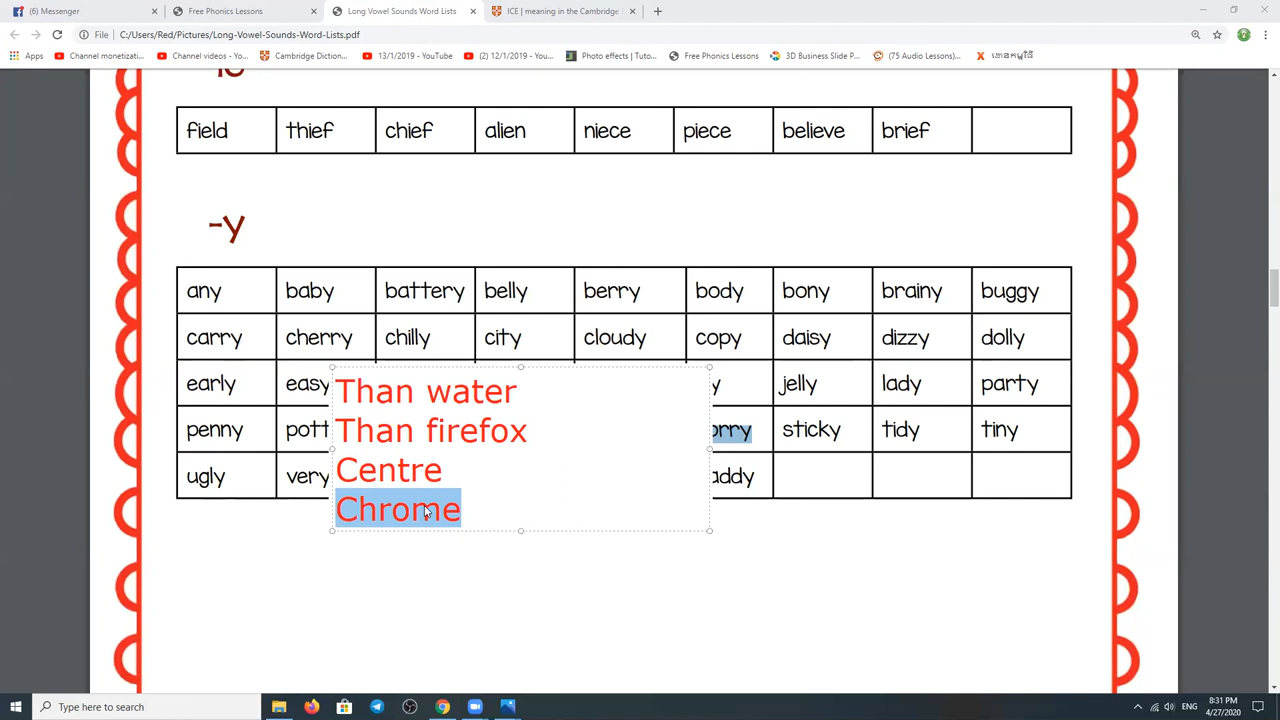 (6) Messenger
Free Phonics Lessons
Long Vowel Sounds Word Lists
ICE | meaning in the Cambridge
File | C:/Users/Red/Pictures/Long-Vowel-Sounds-Word-Lists.pdf
Apps
Channel monetizati...
Channel videos - Yo...
Cambridge Diction...
13/1/2019 - YouTube
(2) 12/1/2019 - You...
Photo effects | Tuto...
Free Phonics Lessons
3D Business Slide P...
(75 Audio Lessons)...
field thief chief alien niece piece believe brief
-y
any baby battery belly berry body bony brainy buggy
carry cherry chilly city cloudy copy daisy dizzy dolly
early easy jelly lady party
penny sticky tidy tiny
ugly very
Than water
Than firefox
Centre
Chrome
Type here to search
ENG
8:31 PM
4/27/2020